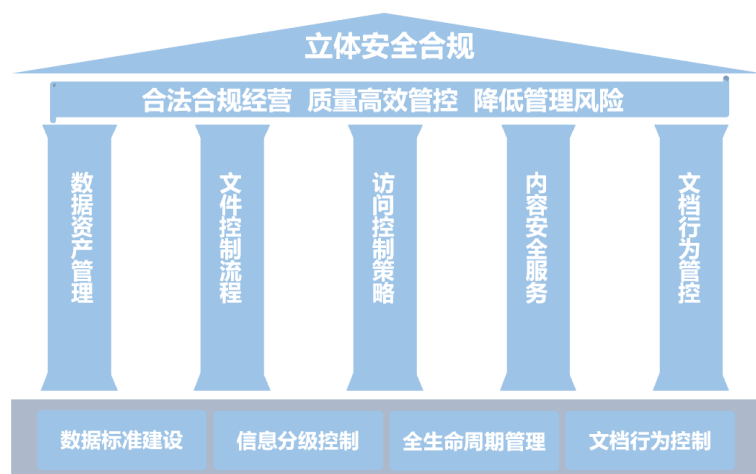 立体安全合规
合法合规经营 质量高效管控 降低管理风险
数据资产管理
文件控制流程
访问控制策略
内容安全服务
文档行为管控
数据标准建设
信息分级控制
全生命周期管理
文档行为控制